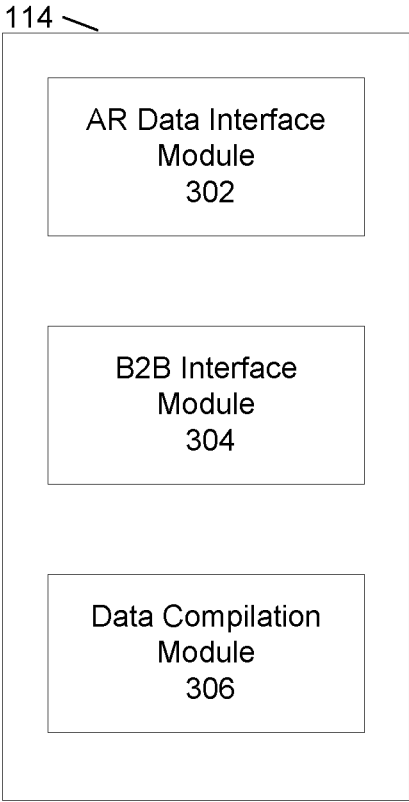 114
AR Data Interface
Module
302
B2B Interface
Module
304
Data Compilation
Module
306